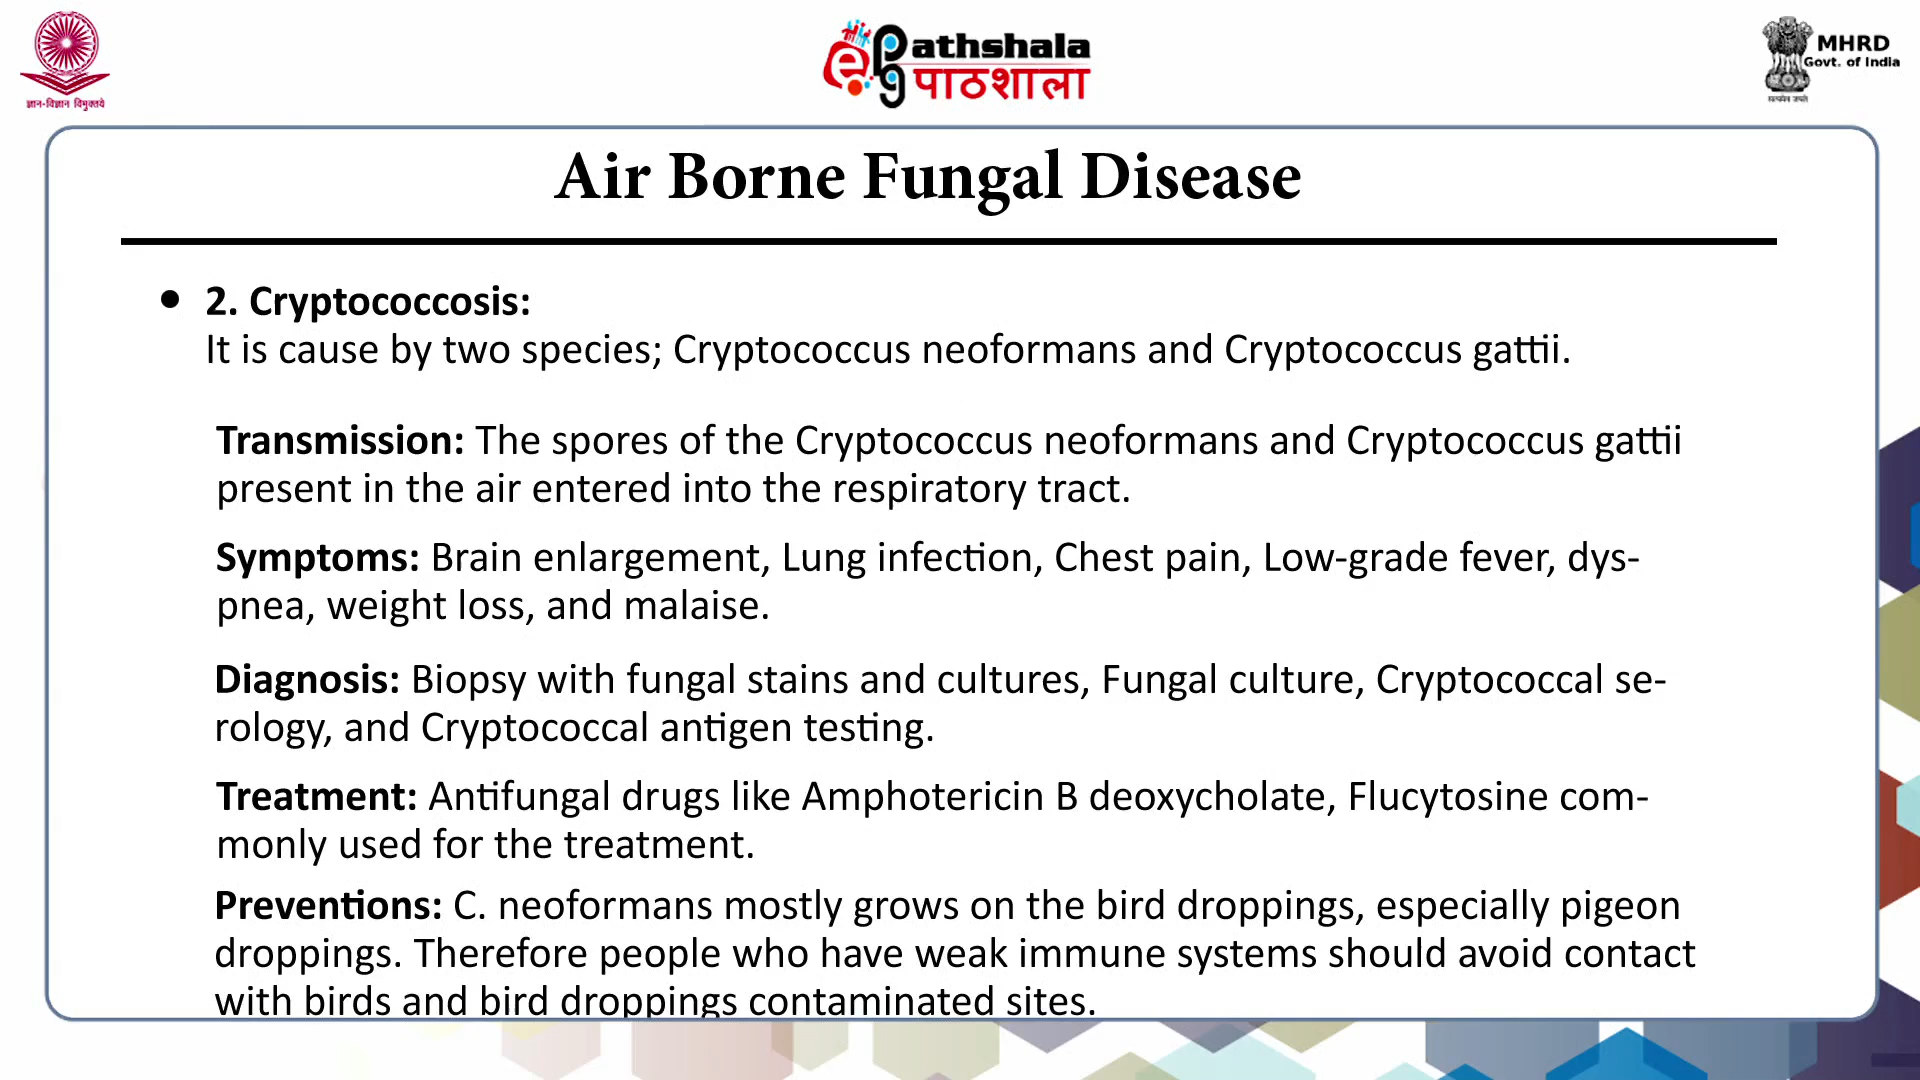 ज्ञान-विज्ञान विमुक्तये
ePGpathshala
पाठशाला
MHRD
Govt. of India
सत्यमेव जयते
Air Borne Fungal Disease
• 2. Cryptococcosis:
It is cause by two species; Cryptococcus neoformans and Cryptococcus gattii.
Transmission: The spores of the Cryptococcus neoformans and Cryptococcus gattii
present in the air entered into the respiratory tract.
Symptoms: Brain enlargement, Lung infection, Chest pain, Low-grade fever, dys-
pnea, weight loss, and malaise.
Diagnosis: Biopsy with fungal stains and cultures, Fungal culture, Cryptococcal se-
rology, and Cryptococcal antigen testing.
Treatment: Antifungal drugs like Amphotericin B deoxycholate, Flucytosine com-
monly used for the treatment.
Preventions: C. neoformans mostly grows on the bird droppings, especially pigeon
droppings. Therefore people who have weak immune systems should avoid contact
with birds and bird droppings contaminated sites.